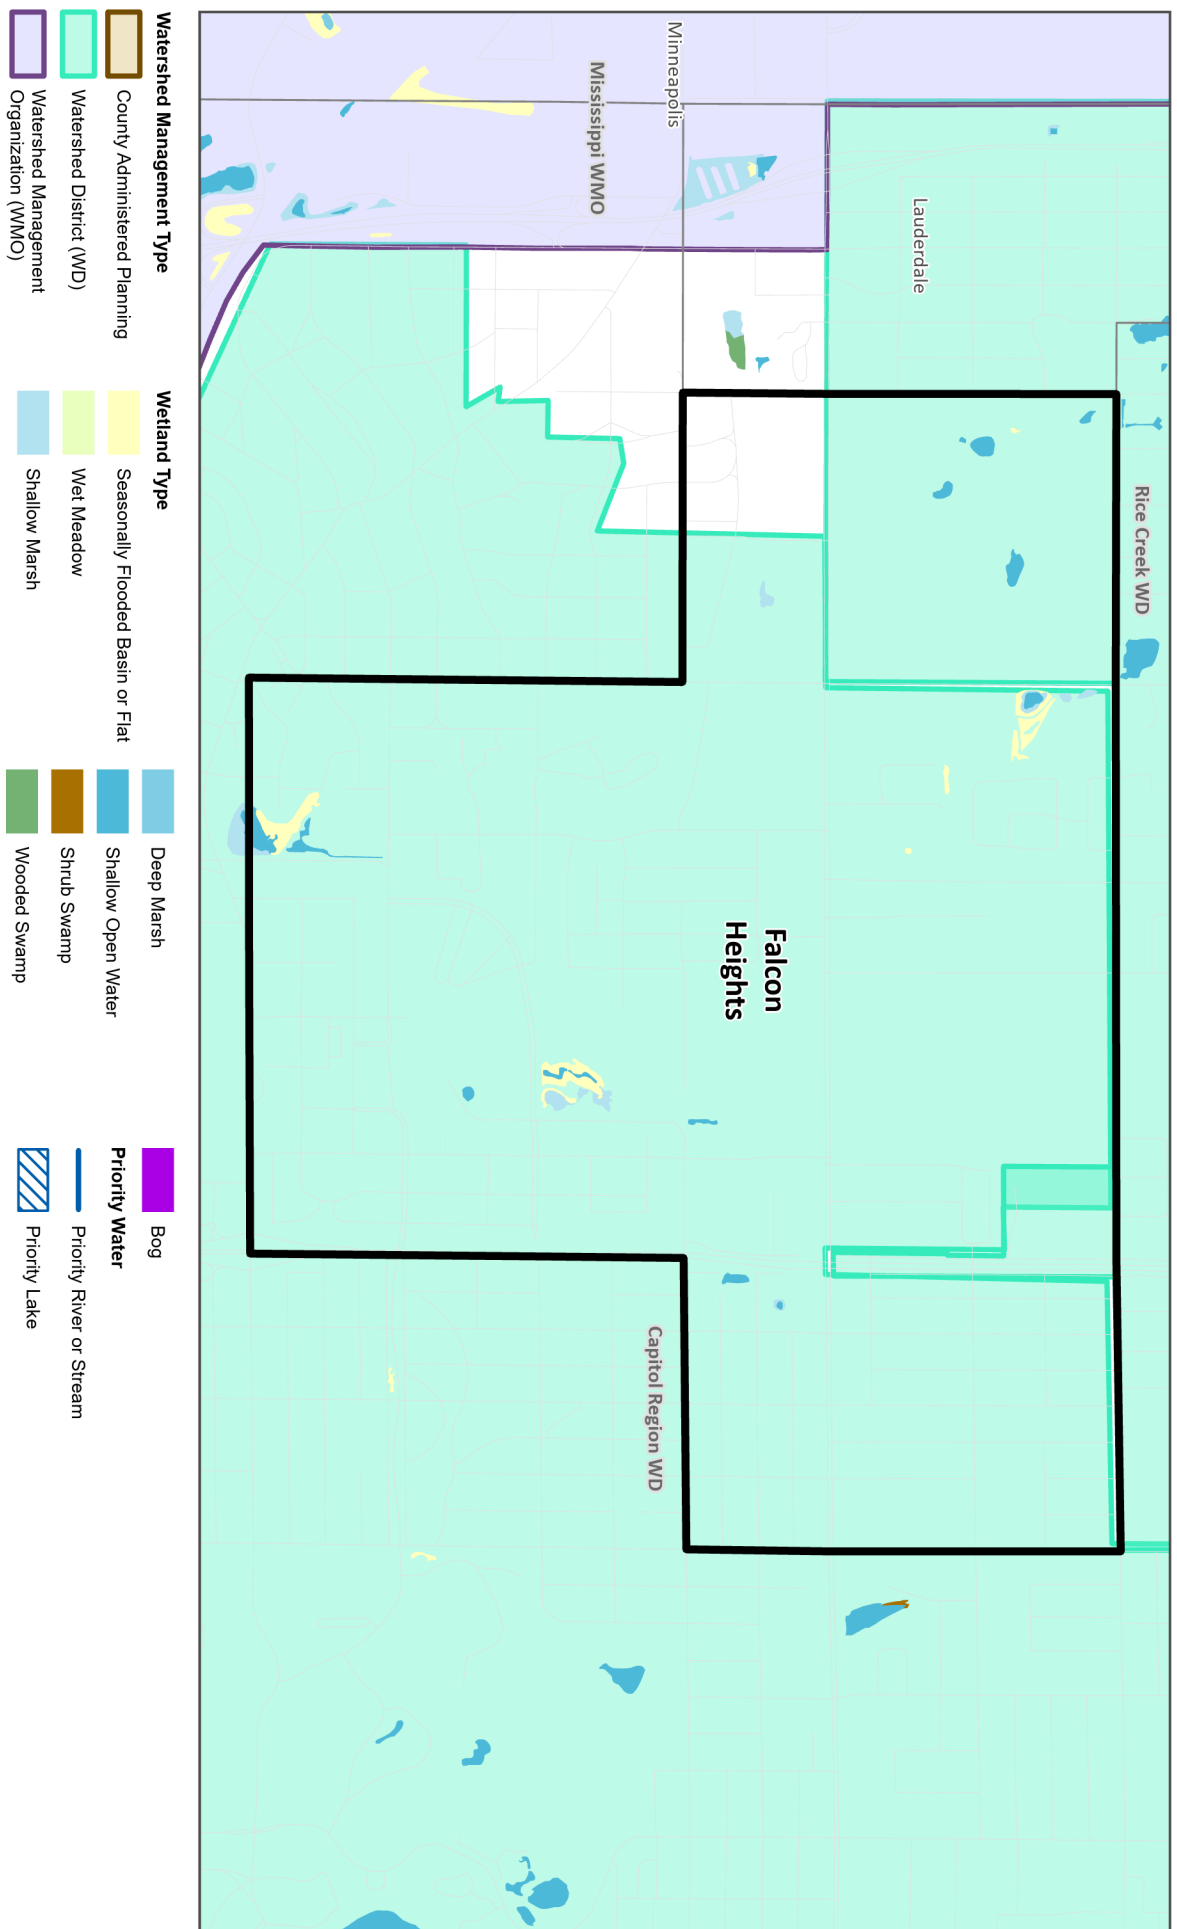 Minneapolis
Mississippi WMO
Lauderdale
Rice Creek WD
Falcon
Heights
Capitol Region WD
Watershed Management Type
County Administered Planning
Watershed District (WD)
Watershed Management
Organization (WMO)
Wetland Type
Seasonally Flooded Basin or Flat
Wet Meadow
Shallow Marsh
Deep Marsh
Shallow Open Water
Shrub Swamp
Wooded Swamp
Bog
Priority Water
Priority River or Stream
Priority Lake